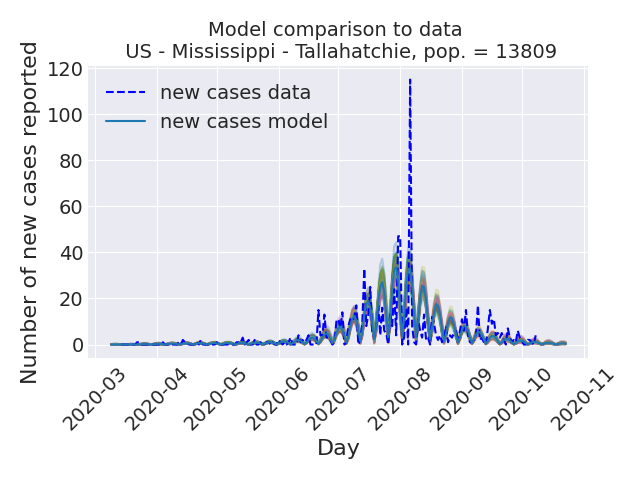 Model comparison to data
US - Mississippi - Tallahatchie, pop. = 13809
Number of new cases reported
120
100
80
60
40
20
0
new cases data
new cases model
2020-03
2020-04
2020-05
2020-06
2020-07
2020-08
2020-09
2020-10
2020-11
Day